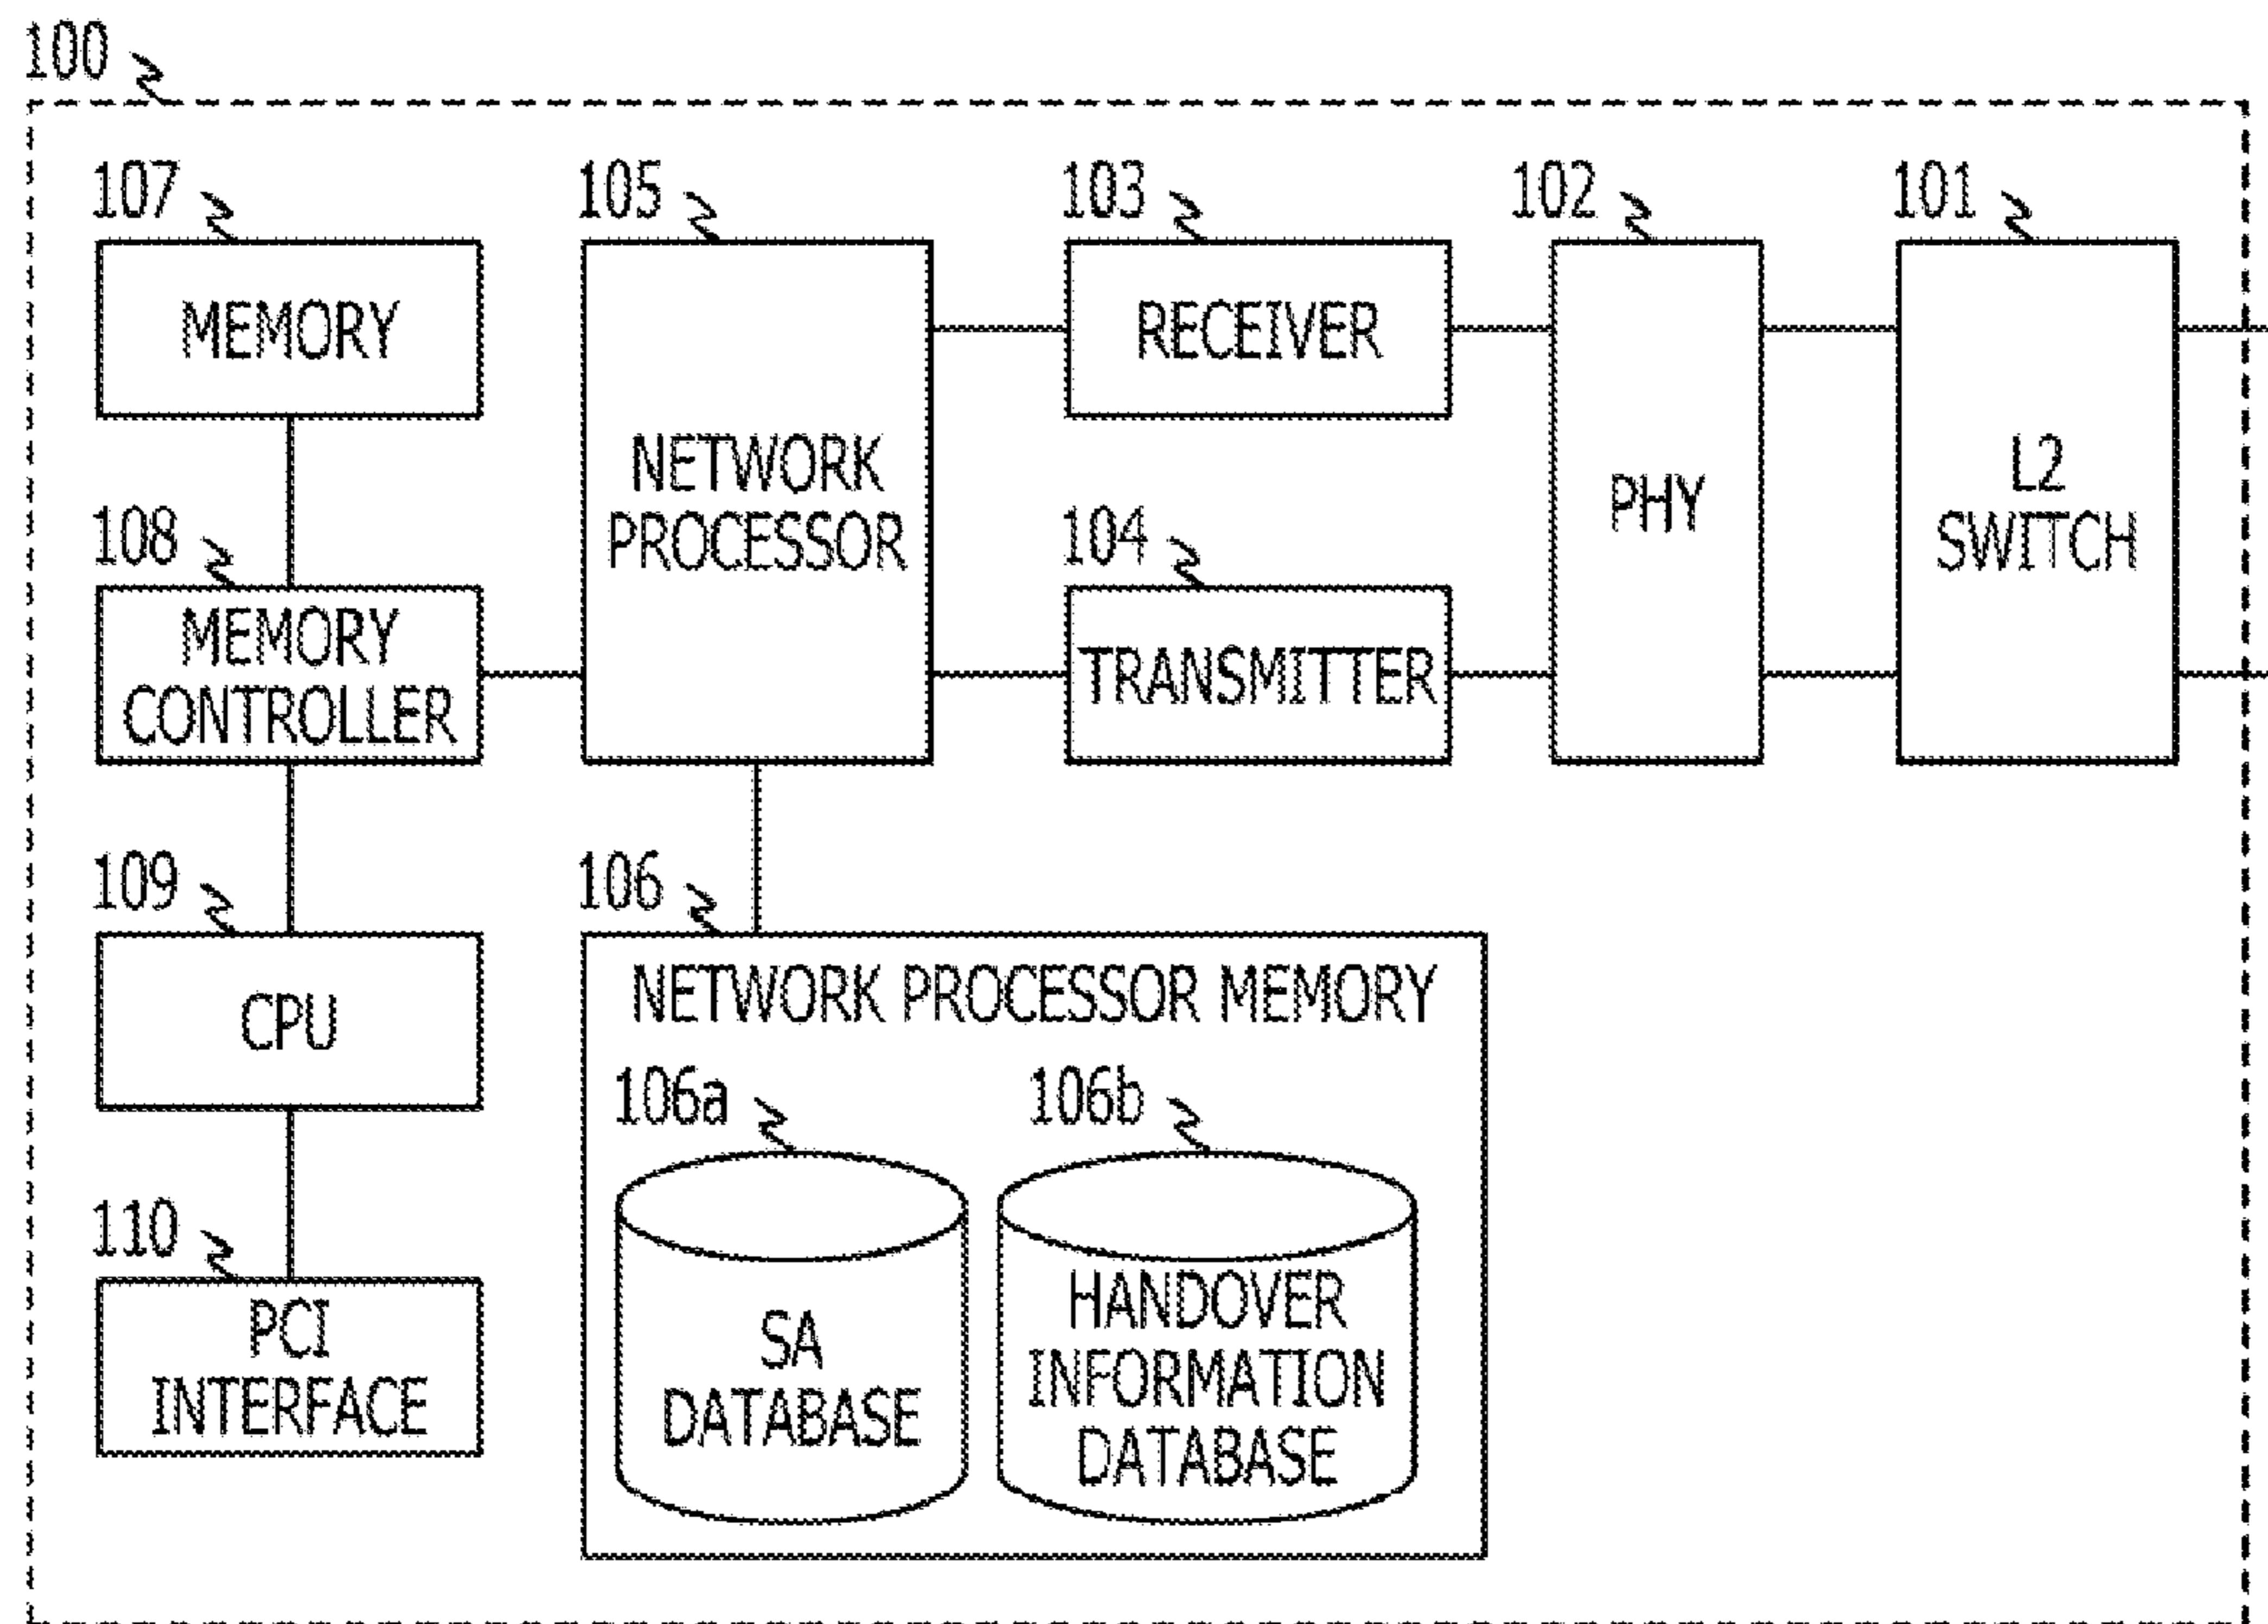 100
107
105
103
102
101
MEMORY
NETWORK
PROCESSOR
RECEIVER
PHY
L2
SWITCH
108
104
MEMORY
CONTROLLER
TRANSMITTER
109
106
CPU
NETWORK PROCESSOR MEMORY
106a
106b
110
PCI
INTERFACE
SA
DATABASE
HANDOVER
INFORMATION
DATABASE